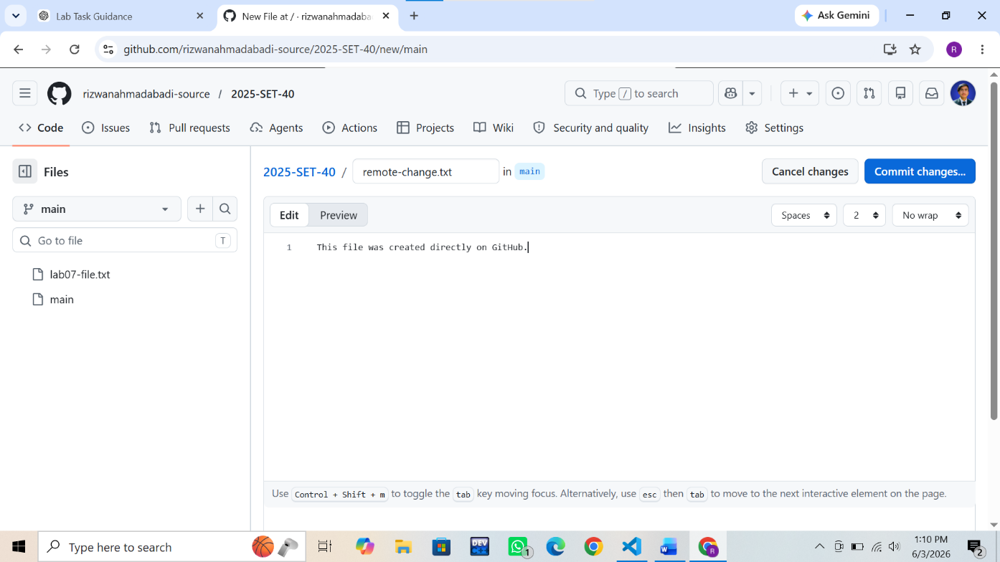 Lab Task Guidance
New File at / · rizwanahmadaba
Ask Gemini
github.com/rizwanahmadabadi-source/2025-SET-40/new/main
R
rizwanahmadabadi-source / 2025-SET-40
Type / to search
Code
Issues
Pull requests
Agents
Actions
Projects
Wiki
Security and quality
Insights
Settings
Files
main
Go to file
T
lab07-file.txt
main
2025-SET-40 / remote-change.txt in main
Cancel changes
Commit changes...
Edit
Preview
Spaces
2
No wrap
1 This file was created directly on GitHub.
Use Control + Shift + m to toggle the tab key moving focus. Alternatively, use esc then tab to move to the next interactive element on the page.
Type here to search
DEV
1
R
1:10 PM
6/3/2026
2